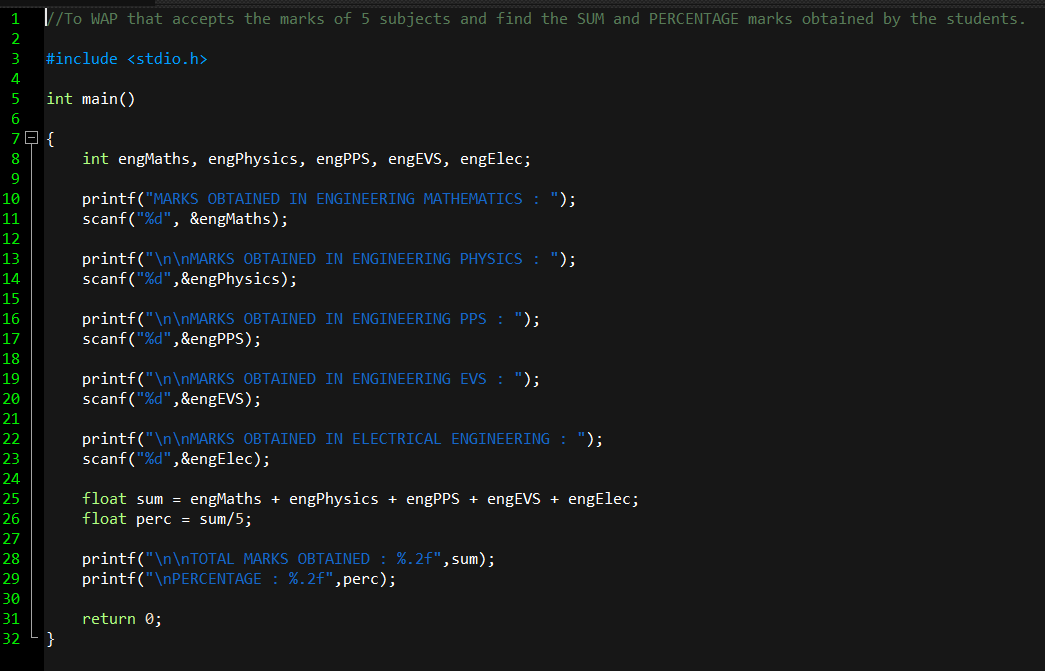 1 //To WAP that accepts the marks of 5 subjects and find the SUM and PERCENTAGE marks obtained by the students.
2
3 #include <stdio.h>
4
5 int main()
6
7 {
8     int engMaths, engPhysics, engPPS, engEVS, engElec;
9
10     printf("MARKS OBTAINED IN ENGINEERING MATHEMATICS : ");
11     scanf("%d", &engMaths);
12
13     printf("\n\nMARKS OBTAINED IN ENGINEERING PHYSICS : ");
14     scanf("%d",&engPhysics);
15
16     printf("\n\nMARKS OBTAINED IN ENGINEERING PPS : ");
17     scanf("%d",&engPPS);
18
19     printf("\n\nMARKS OBTAINED IN ENGINEERING EVS : ");
20     scanf("%d",&engEVS);
21
22     printf("\n\nMARKS OBTAINED IN ELECTRICAL ENGINEERING : ");
23     scanf("%d",&engElec);
24
25     float sum = engMaths + engPhysics + engPPS + engEVS + engElec;
26     float perc = sum/5;
27
28     printf("\n\nTOTAL MARKS OBTAINED : %.2f",sum);
29     printf("\nPERCENTAGE : %.2f",perc);
30
31     return 0;
32 }